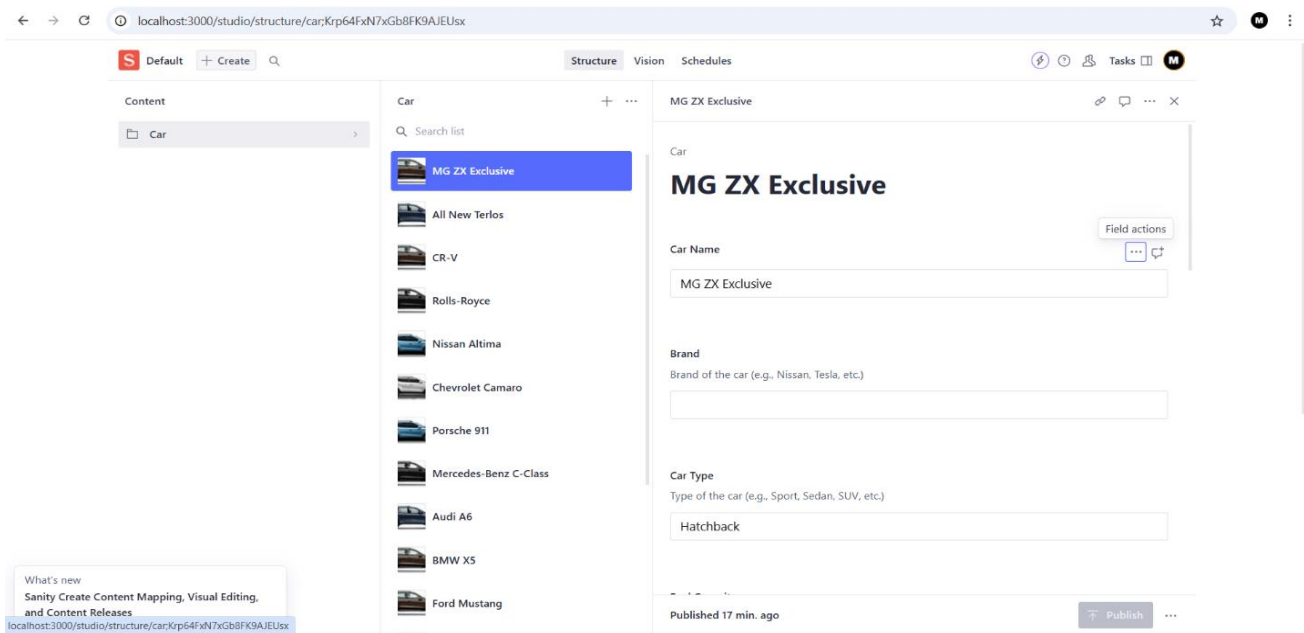 localhost:3000/studio/structure/car;Krp64FxN7xGb8FK9AJEUsx
M
S Default + Create
Structure Vision Schedules
Tasks M
Content
Car
Car
Search list
MG ZX Exclusive
All New Terlos
CR-V
Rolls-Royce
Nissan Altima
Chevrolet Camaro
Porsche 911
Mercedes-Benz C-Class
Audi A6
BMW X5
Ford Mustang
MG ZX Exclusive
Car
MG ZX Exclusive
Field actions
Car Name
MG ZX Exclusive
Brand
Brand of the car (e.g., Nissan, Tesla, etc.)
Car Type
Type of the car (e.g., Sport, Sedan, SUV, etc.)
Hatchback
Published 17 min. ago
Publish
What's new
Sanity Create Content Mapping, Visual Editing,
and Content Releases
localhost:3000/studio/structure/car;Krp64FxN7xGb8FK9AJEUsx